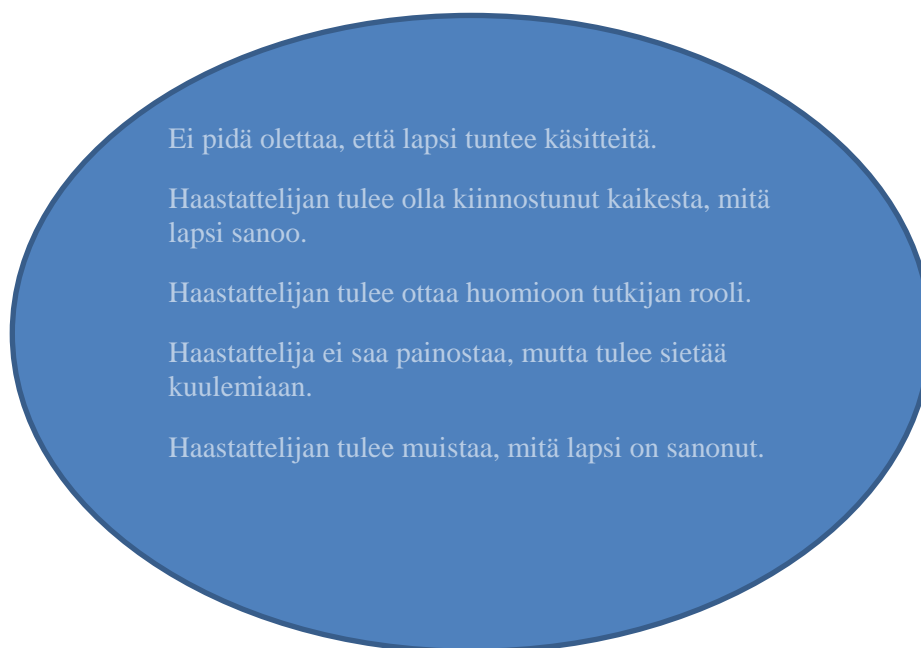 Ei pidä olettaa, että lapsi tuntee käsitteitä.
Haastattelijan tulee olla kiinnostunut kaikesta, mitä
lapsi sanoo.
Haastattelijan tulee ottaa huomioon tutkijan rooli.
Haastattelija ei saa painostaa, mutta tulee sietää
kuulemiaan.
Haastattelijan tulee muistaa, mitä lapsi on sanonut.